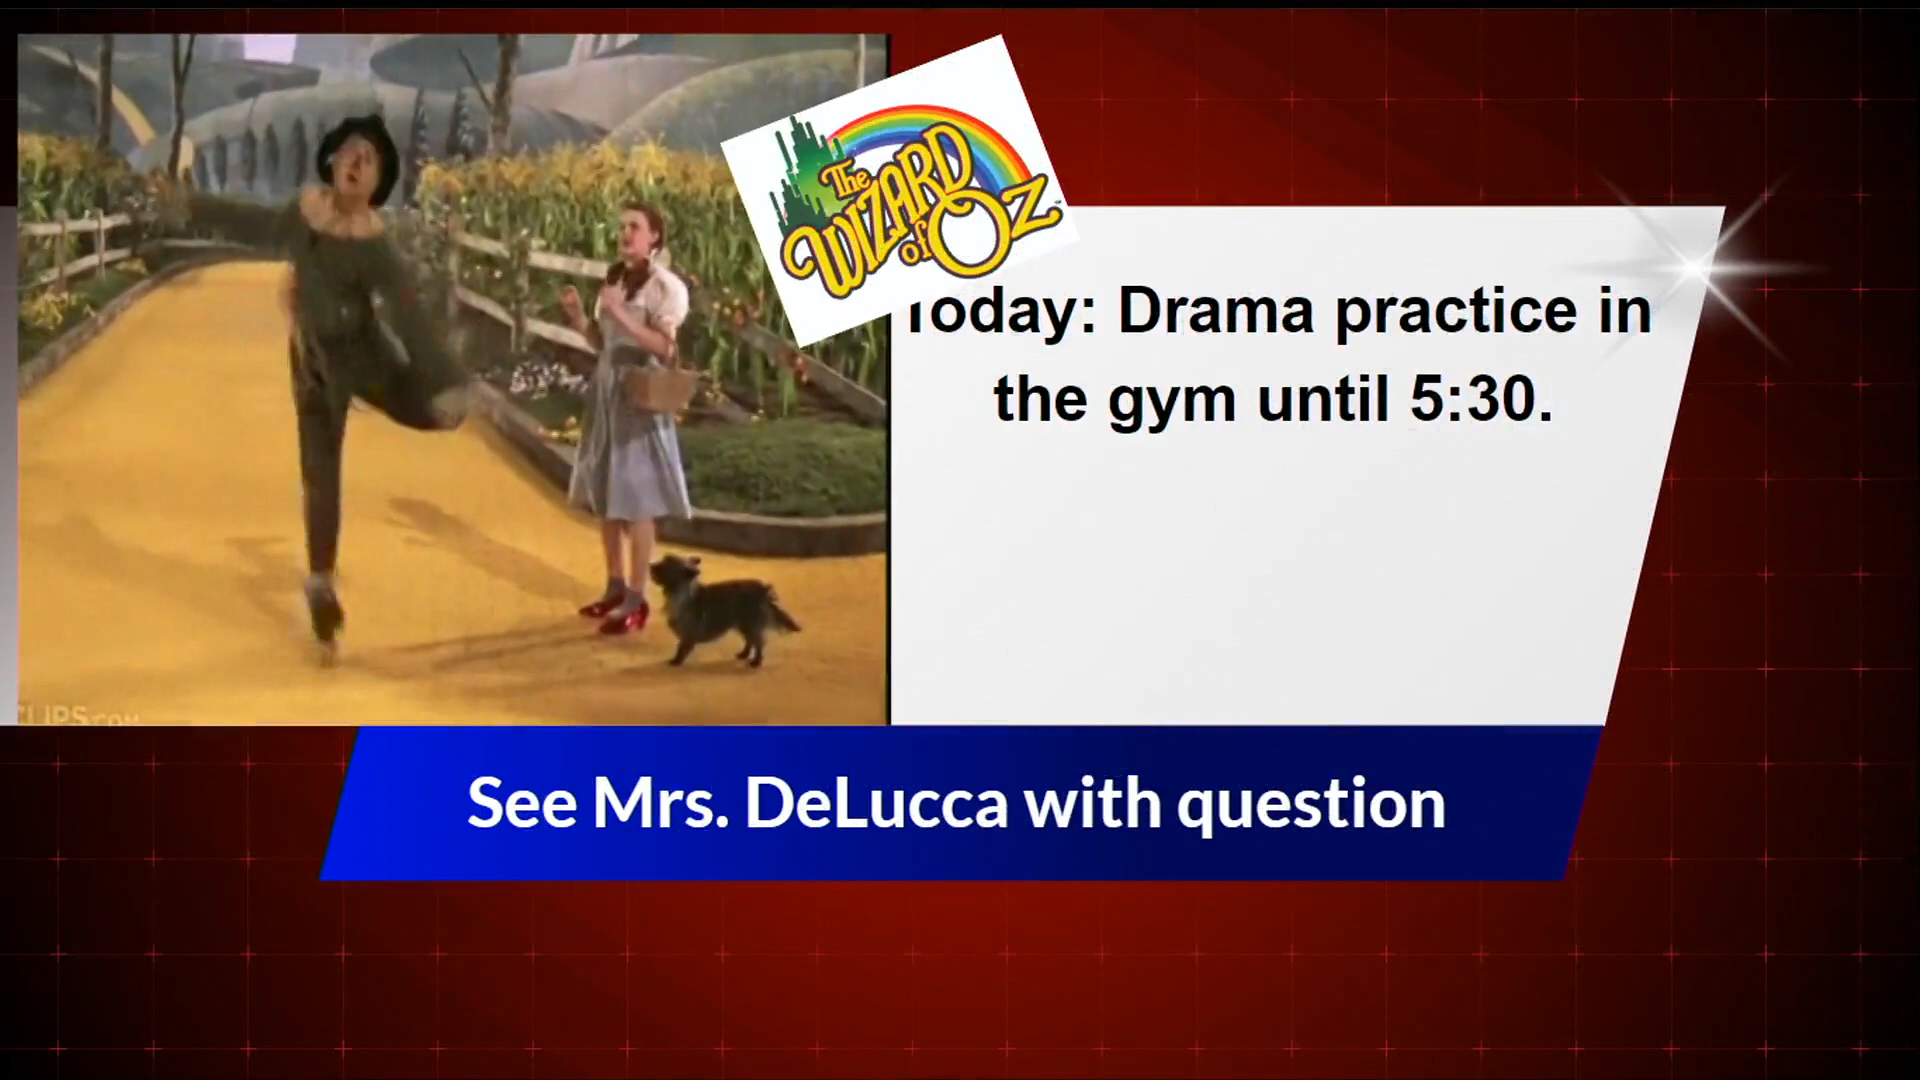 The
WIZARD
of OZ
Today: Drama practice in
the gym until 5:30.
See Mrs. DeLucca with question